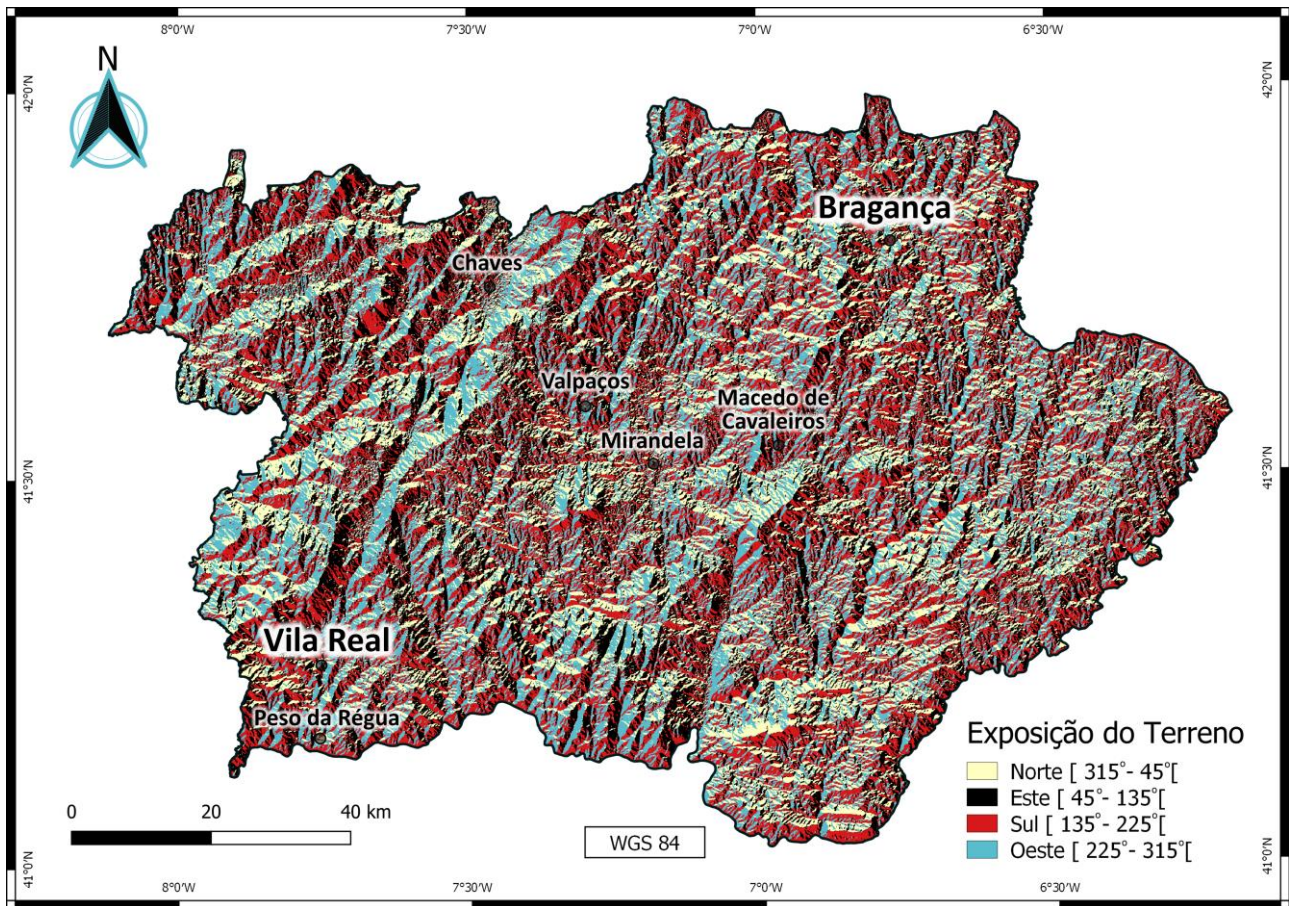 8°0'W 7°30'W 7°0'W 6°30'W
N
42°0'N
42°0'N
Bragança
Chaves
Valpaços
Macedo de
Cavaleiros
Mirandela
41°30'N
41°30'N
Vila Real
Peso da Régua
Exposição do Terreno
Norte [ 315°- 45°[
Este [ 45°- 135°[
Sul [ 135°- 225°[
Oeste [ 225°- 315°[
0 20 40 km
WGS 84
41°0'N
41°0'N
8°0'W 7°30'W 7°0'W 6°30'W